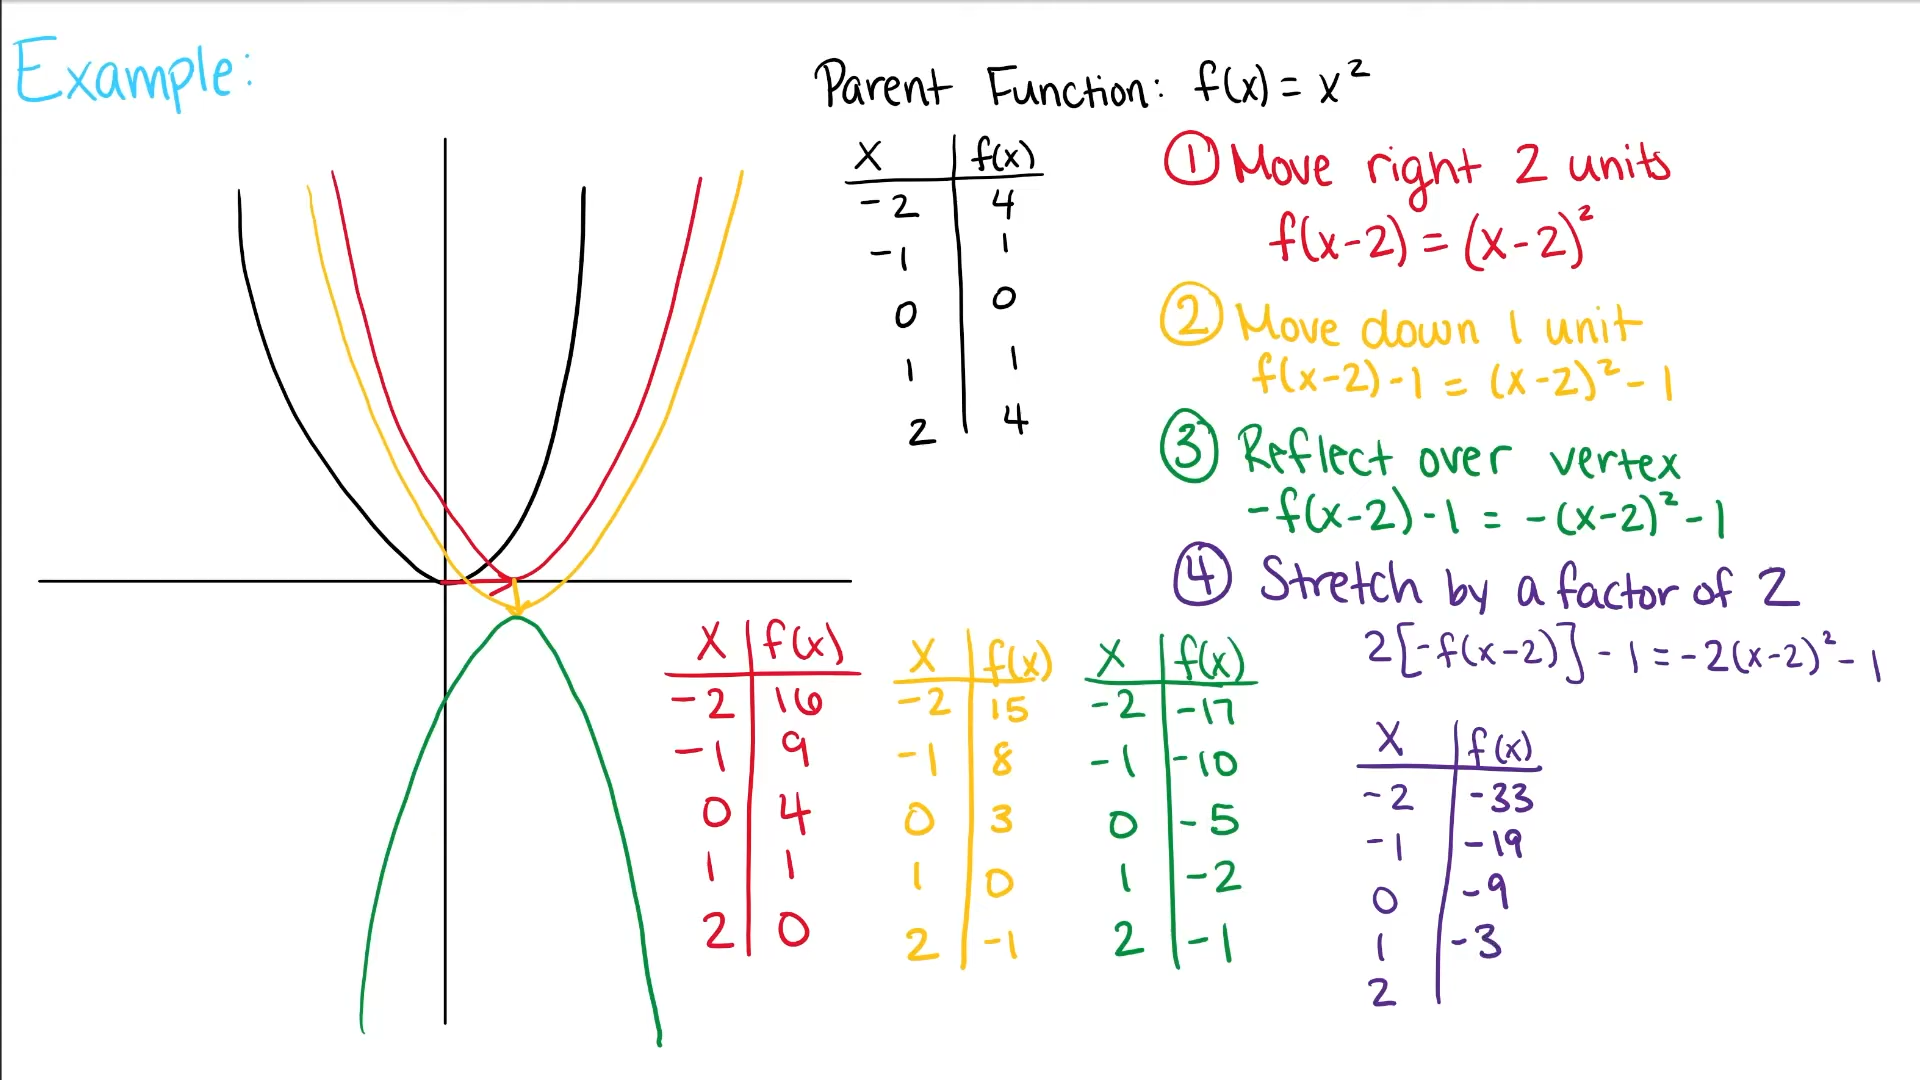 Example:
Parent Function: f(x) = x²
X f(x)
-2 4
-1 1
0 0
1 1
2 4
① Move right 2 units
f(x-2) = (x-2)²
② Move down 1 unit
f(x-2)-1 = (x-2)²-1
③ Reflect over vertex
-f(x-2)-1 = -(x-2)²-1
④ Stretch by a factor of 2
2[-f(x-2)]-1=-2(x-2)²-1
X f(x)
-2 16
-1 9
0 4
1 1
2 0
X f(x)
-2 15
-1 8
0 3
1 0
2 -1
X f(x)
-2 -17
-1 -10
0 -5
1 -2
2 -1
X f(x)
-2 -33
-1 -19
0 -9
1 -3
2